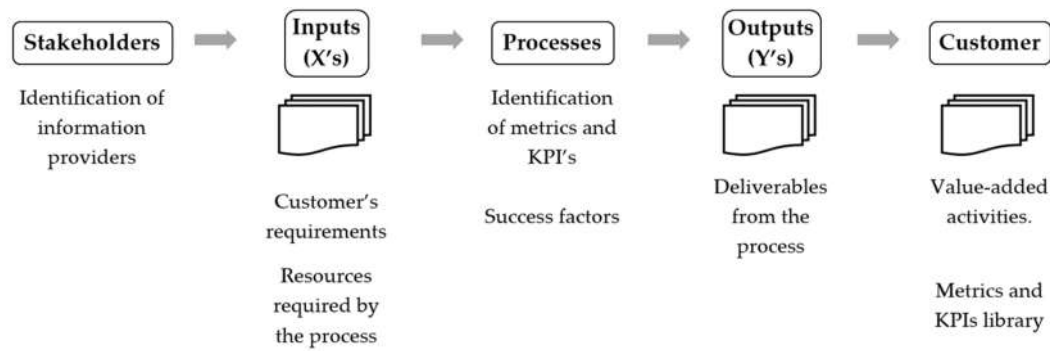 Stakeholders
Inputs
(X's)
Processes
Outputs
(Y's)
Customer
Identification of
information
providers
Customer's
requirements
Resources
required by
the process
Identification
of metrics and
KPI's
Success factors
Deliverables
from the
process
Value-added
activities.
Metrics and
KPIs library